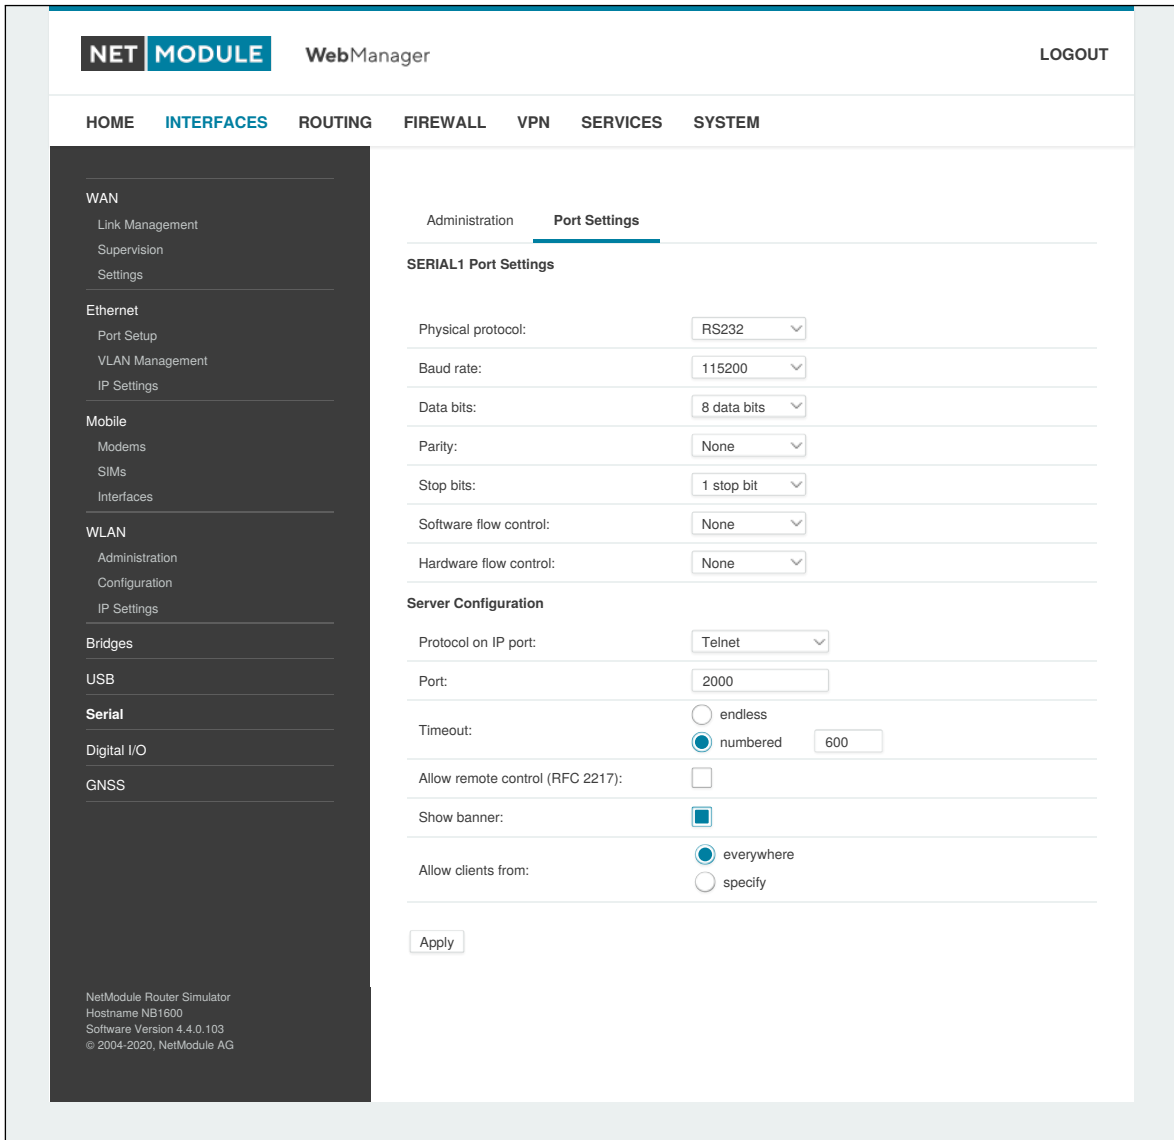 NET MODULE WebManager LOGOUT
HOME INTERFACES ROUTING FIREWALL VPN SERVICES SYSTEM
WAN
Link Management
Supervision
Settings
Ethernet
Port Setup
VLAN Management
IP Settings
Mobile
Modems
SIMs
Interfaces
WLAN
Administration
Configuration
IP Settings
Bridges
USB
Serial
Digital I/O
GNSS
NetModule Router Simulator
Hostname NB1600
Software Version 4.4.0.103
© 2004-2020, NetModule AG
Administration Port Settings
SERIAL1 Port Settings
Physical protocol: RS232
Baud rate: 115200
Data bits: 8 data bits
Parity: None
Stop bits: 1 stop bit
Software flow control: None
Hardware flow control: None
Server Configuration
Protocol on IP port: Telnet
Port: 2000
Timeout: endless
numbered 600
Allow remote control (RFC 2217):
Show banner:
Allow clients from: everywhere
specify
Apply